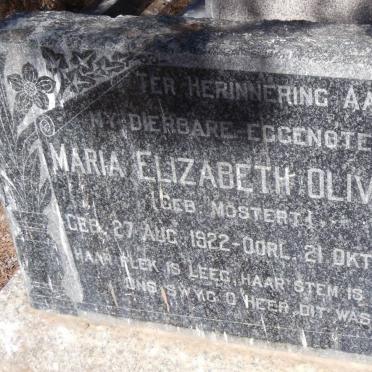 TER HERINNERING AA
MY DIERBARE EGGENOTE
MARIA ELIZABETH OLIV
(GEB. MOSTERT)
GEB. 27 AUG. 1922 - OORL. 21 OKT
HAAR PLEK IS LEEG, HAAR STEM IS
ONS SWYG O HEER, DIT WAS